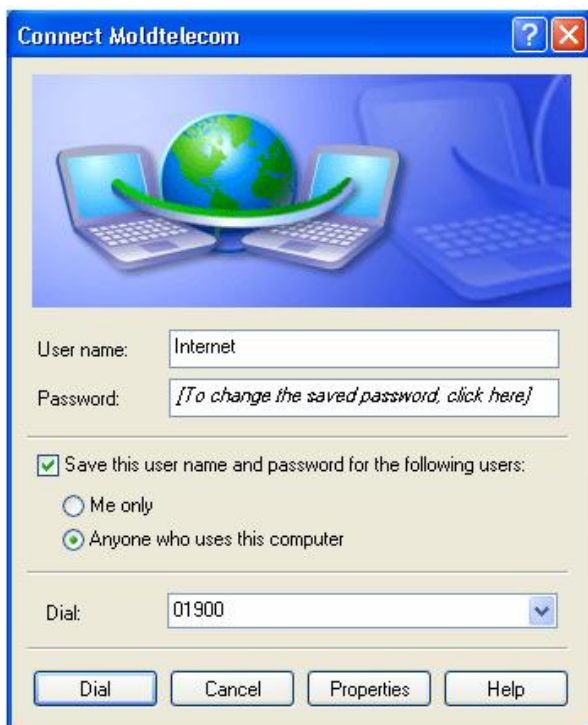 Connect Moldtelecom
User name: Internet
Password: [To change the saved password, click here]
Save this user name and password for the following users:
Me only
Anyone who uses this computer
Dial: 01900
Dial Cancel Properties Help